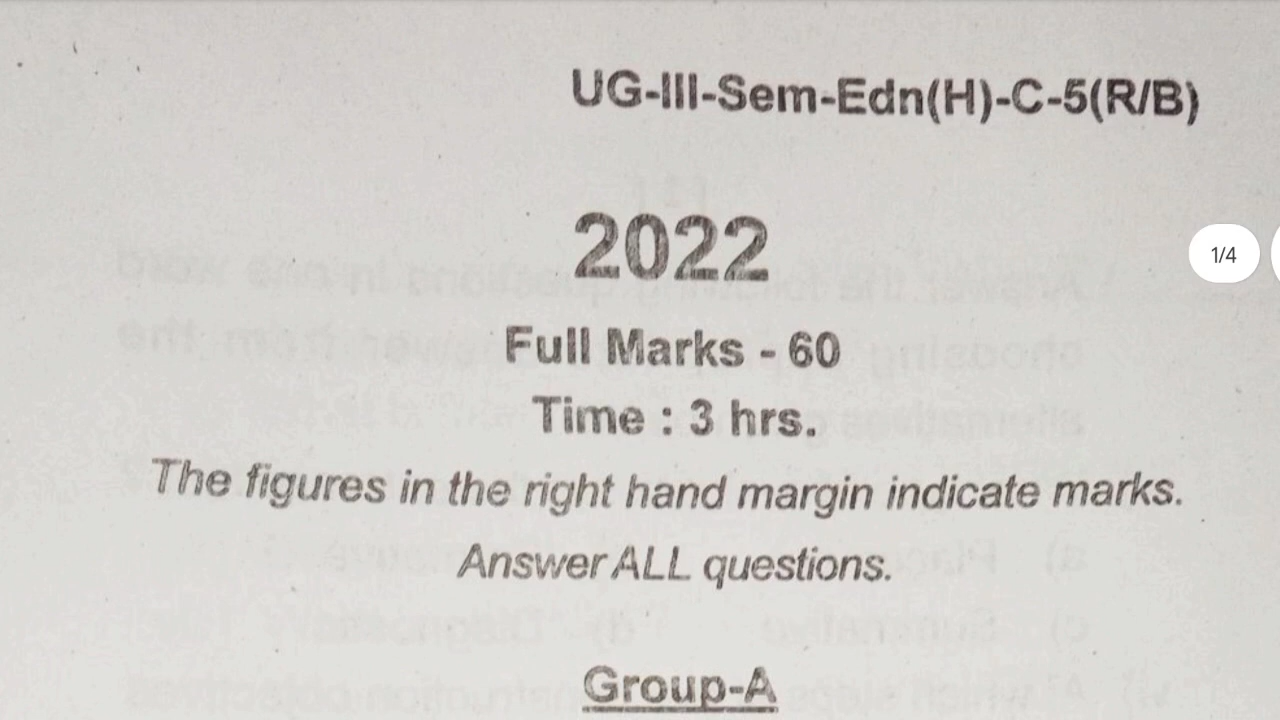 UG-III-Sem-Edn(H)-C-5(R/B)
2022
1/4
Full Marks - 60
Time : 3 hrs.
The figures in the right hand margin indicate marks.
Answer ALL questions.
Group-A